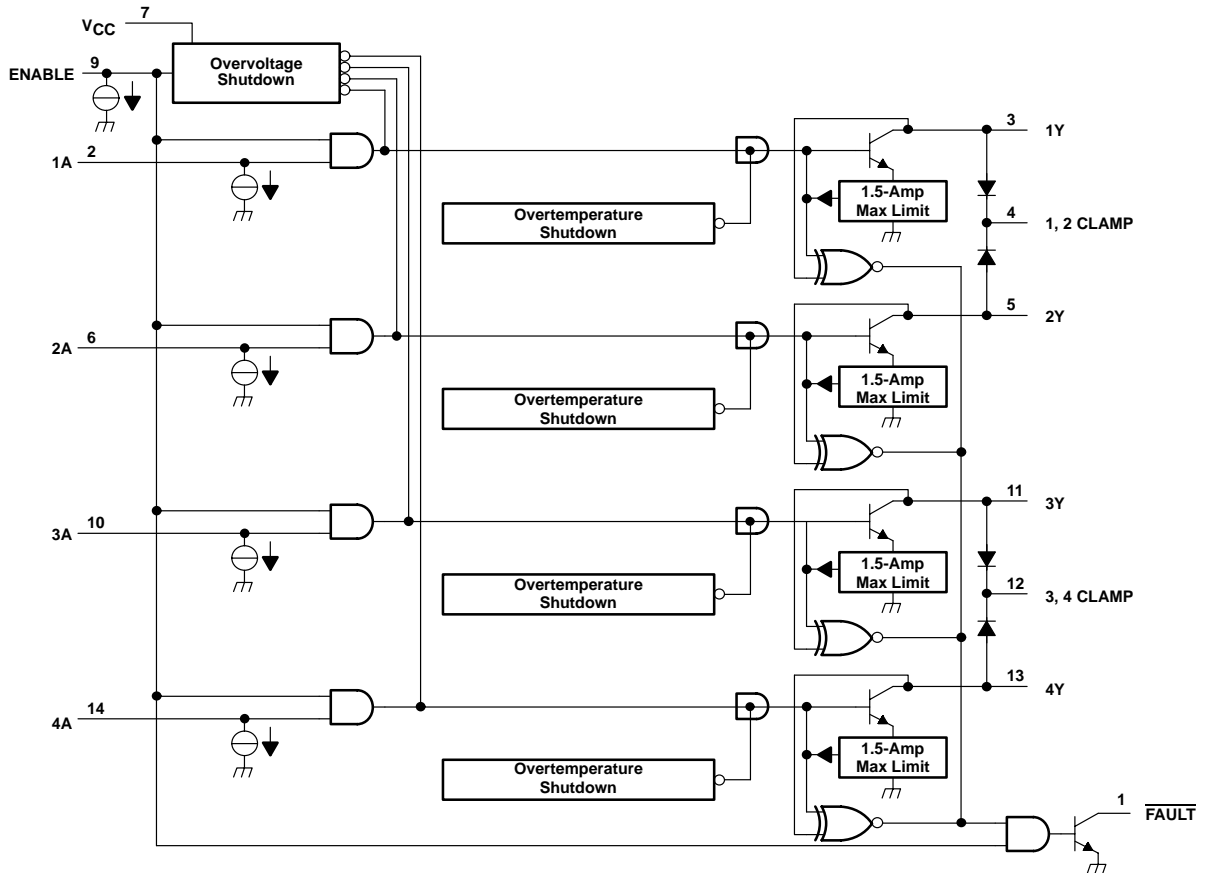 7
VCC
9
ENABLE
Overvoltage
Shutdown
3
1Y
2
1A
1.5-Amp
Max Limit
Overtemperature
Shutdown
4
1, 2 CLAMP
5
2Y
6
2A
1.5-Amp
Max Limit
Overtemperature
Shutdown
11
3Y
10
3A
1.5-Amp
Max Limit
Overtemperature
Shutdown
12
3, 4 CLAMP
13
4Y
14
4A
1.5-Amp
Max Limit
Overtemperature
Shutdown
1
FAULT